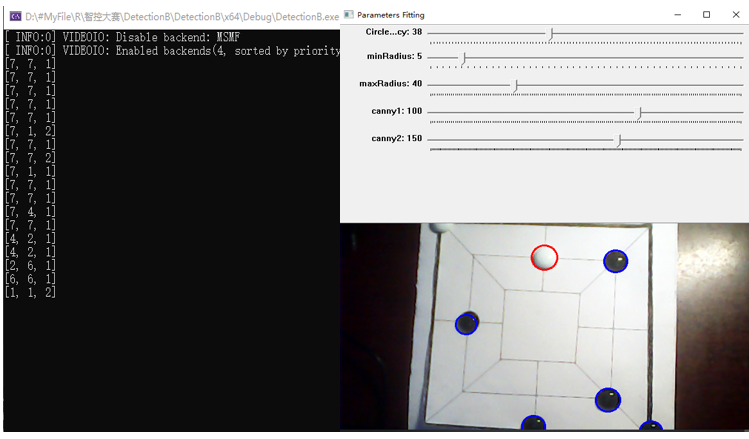 D:\#MyFile\R\智控大赛\DetectionB\DetectionB\x64\Debug\DetectionB.exe
[ INFO:0] VIDEOIO: Disable backend: MSMF
[ INFO:0] VIDEOIO: Enabled backends(4, sorted by priority
[7, 7, 1]
[7, 7, 1]
[7, 7, 1]
[7, 7, 1]
[7, 7, 1]
[7, 1, 2]
[7, 7, 1]
[7, 7, 2]
[7, 1, 1]
[7, 7, 1]
[7, 7, 1]
[7, 4, 1]
[7, 7, 1]
[4, 2, 1]
[4, 2, 1]
[2, 6, 1]
[6, 6, 1]
[1, 1, 2]
Parameters Fitting
Circle...cy: 38
minRadius: 5
maxRadius: 40
canny1: 100
canny2: 150